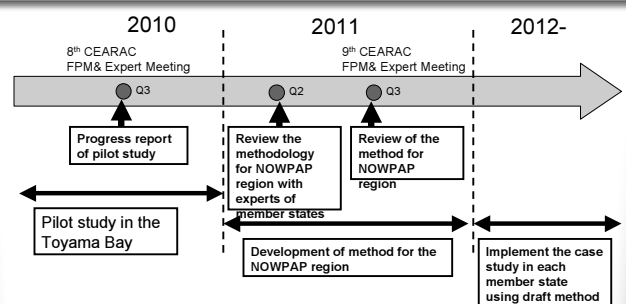 2010
2011
2012-
8th CEARAC
FPM& Expert Meeting
9th CEARAC
FPM& Expert Meeting
Q3
Q2
Q3
Progress report
of pilot study
Review the
methodology
for NOWPAP
region with
experts of
member states
Review of the
method for
NOWPAP
region
Pilot study in the
Toyama Bay
Development of method for the
NOWPAP region
Implement the case
study in each
member state
using draft method